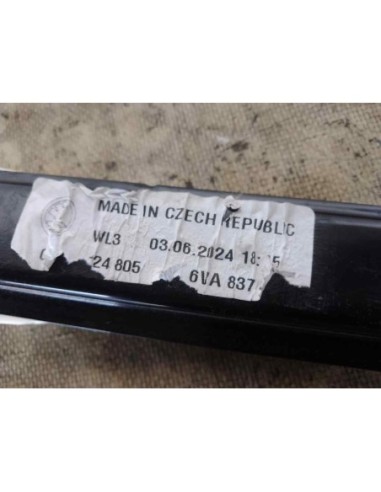 MADE IN CZECH REPUBLIC
WL3 03.06.2024
24 805 6VA 837